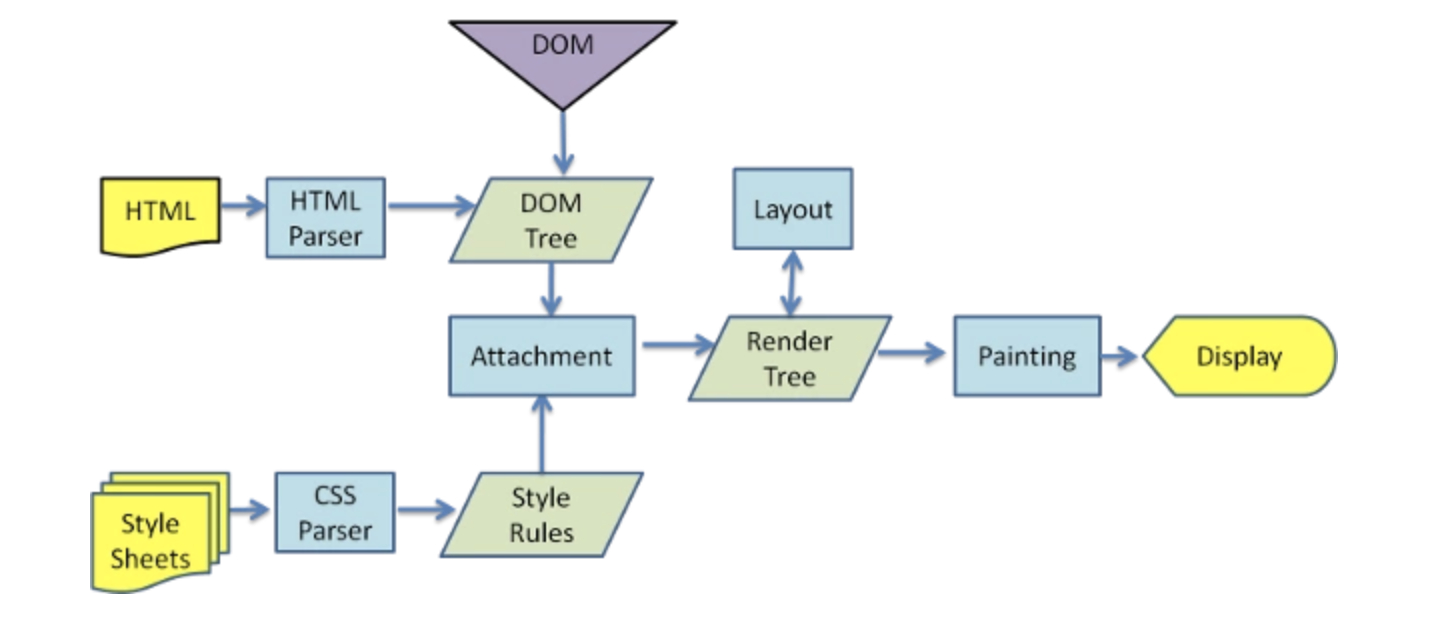 DOM
HTML
HTML
Parser
DOM
Tree
Layout
Attachment
Render
Tree
Painting
Display
Style
Sheets
CSS
Parser
Style
Rules